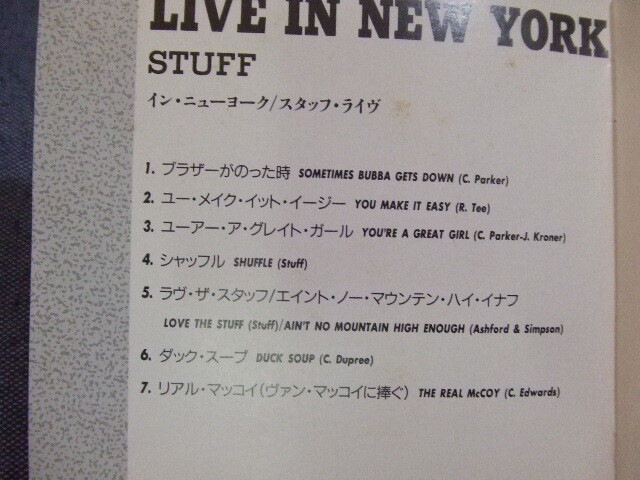 LIVE IN NEW YORK
STUFF
イン・ニューヨーク/スタッフ・ライヴ
1. ブラザーがのった時 SOMETIMES BUBBA GETS DOWN (C. Parker)
2. ユー・メイク・イット・イージー YOU MAKE IT EASY (R. Tee)
3. ユーアー・ア・グレイト・ガール YOU'RE A GREAT GIRL (C. Parker-J. Kroner)
4. シャッフル SHUFFLE (Stuff)
5. ラヴ・ザ・スタッフ/エイント・ノー・マウンテン・ハイ・イナフ
LOVE THE STUFF (Stuff)/AIN'T NO MOUNTAIN HIGH ENOUGH (Ashford & Simpson)
6. ダック・スープ DUCK SOUP (C. Dupree)
7. リアル・マッコイ(ヴァン・マッコイに捧ぐ) THE REAL McCOY (C. Edwards)